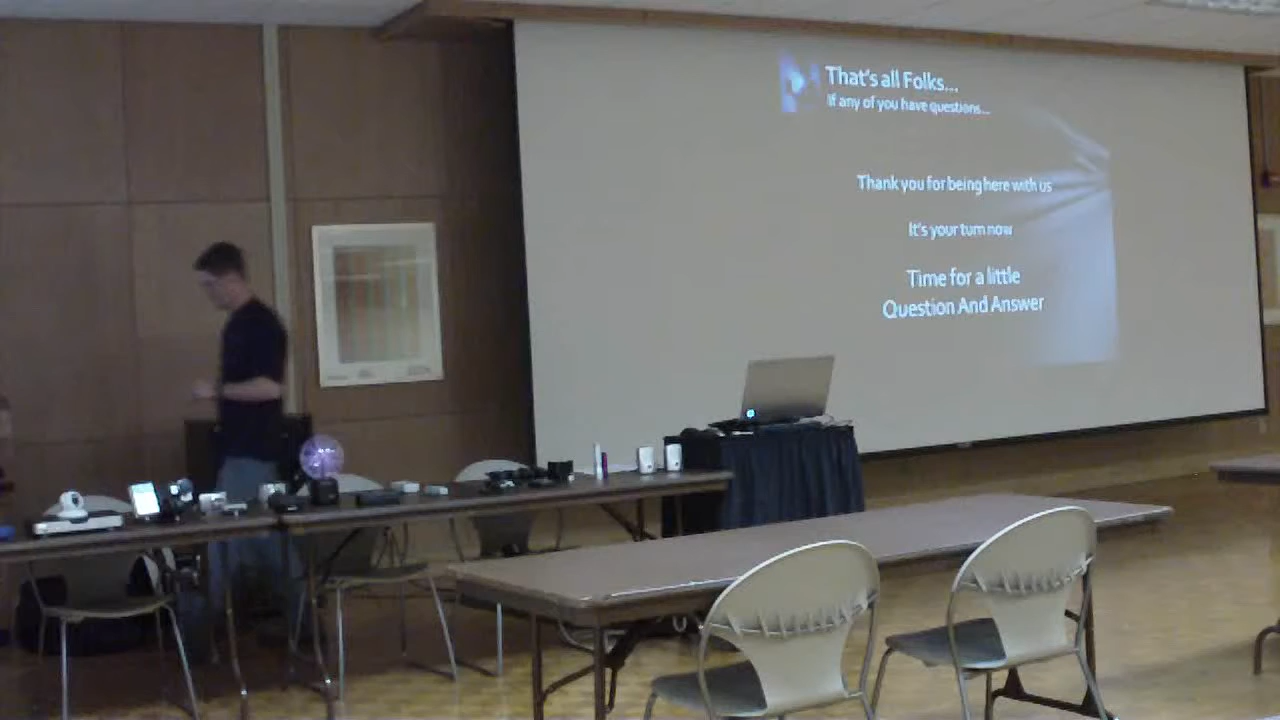 That's all Folks...
If any of you have questions...
Thank you for being here with us
It's your turn now
Time for a little
Question And Answer